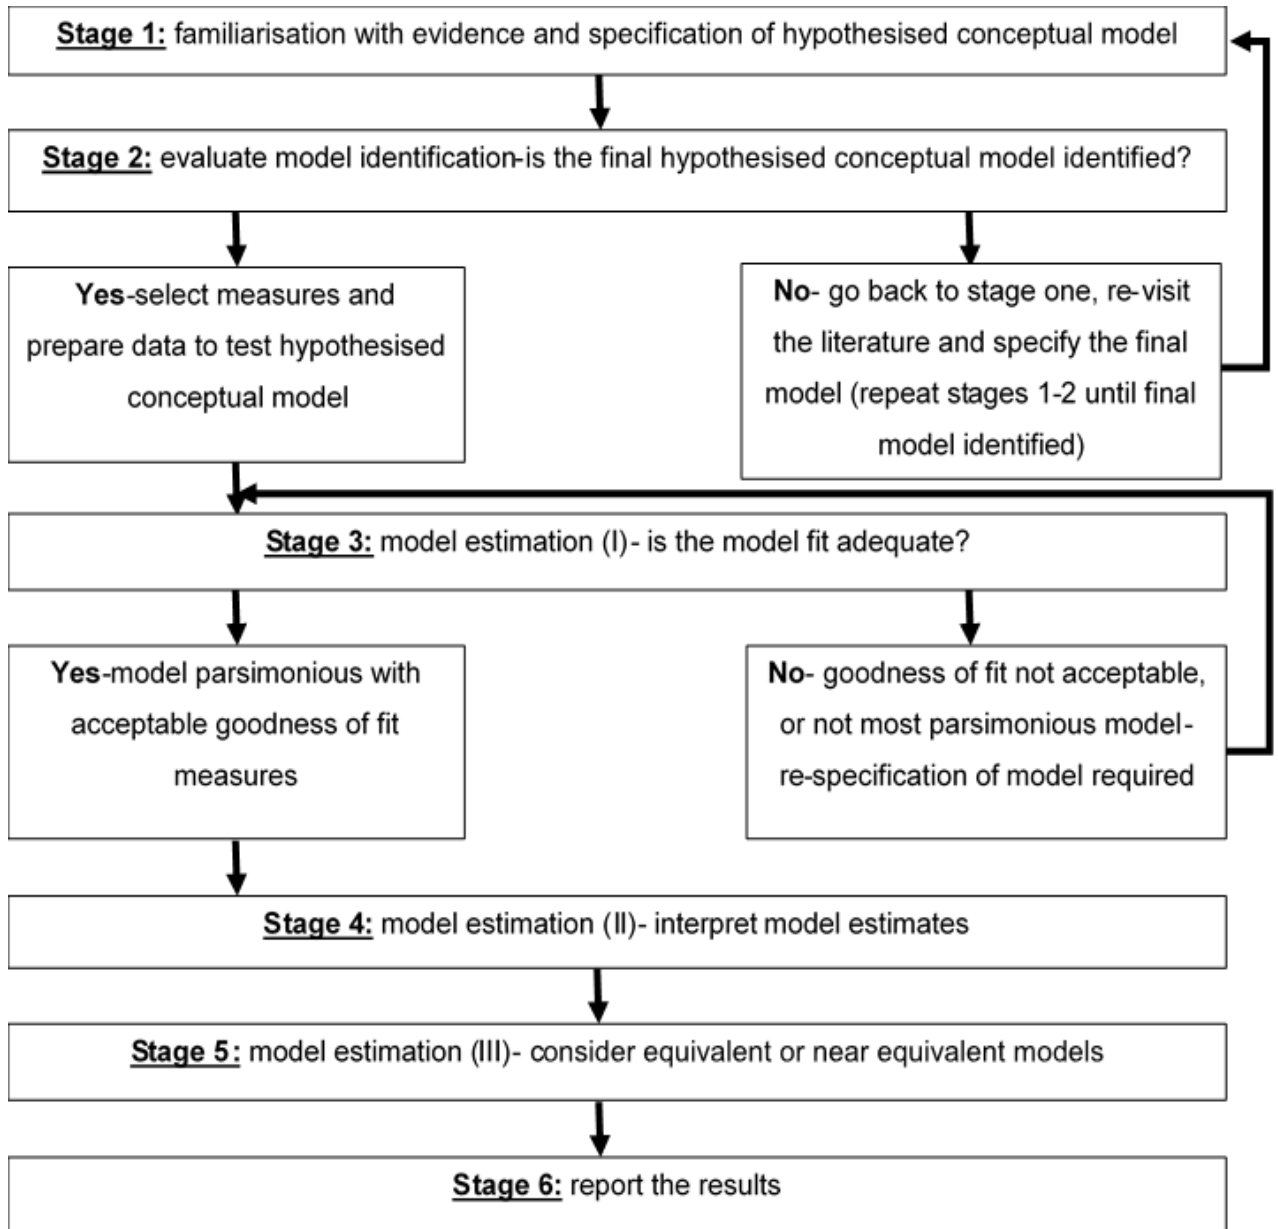 Stage 1: familiarisation with evidence and specification of hypothesised conceptual model
Stage 2: evaluate model identification-is the final hypothesised conceptual model identified?
Yes-select measures and
prepare data to test hypothesised
conceptual model
No- go back to stage one, re-visit
the literature and specify the final
model (repeat stages 1-2 until final
model identified)
Stage 3: model estimation (I)- is the model fit adequate?
Yes-model parsimonious with
acceptable goodness of fit
measures
No- goodness of fit not acceptable,
or not most parsimonious model-
re-specification of model required
Stage 4: model estimation (II)- interpret model estimates
Stage 5: model estimation (III)- consider equivalent or near equivalent models
Stage 6: report the results